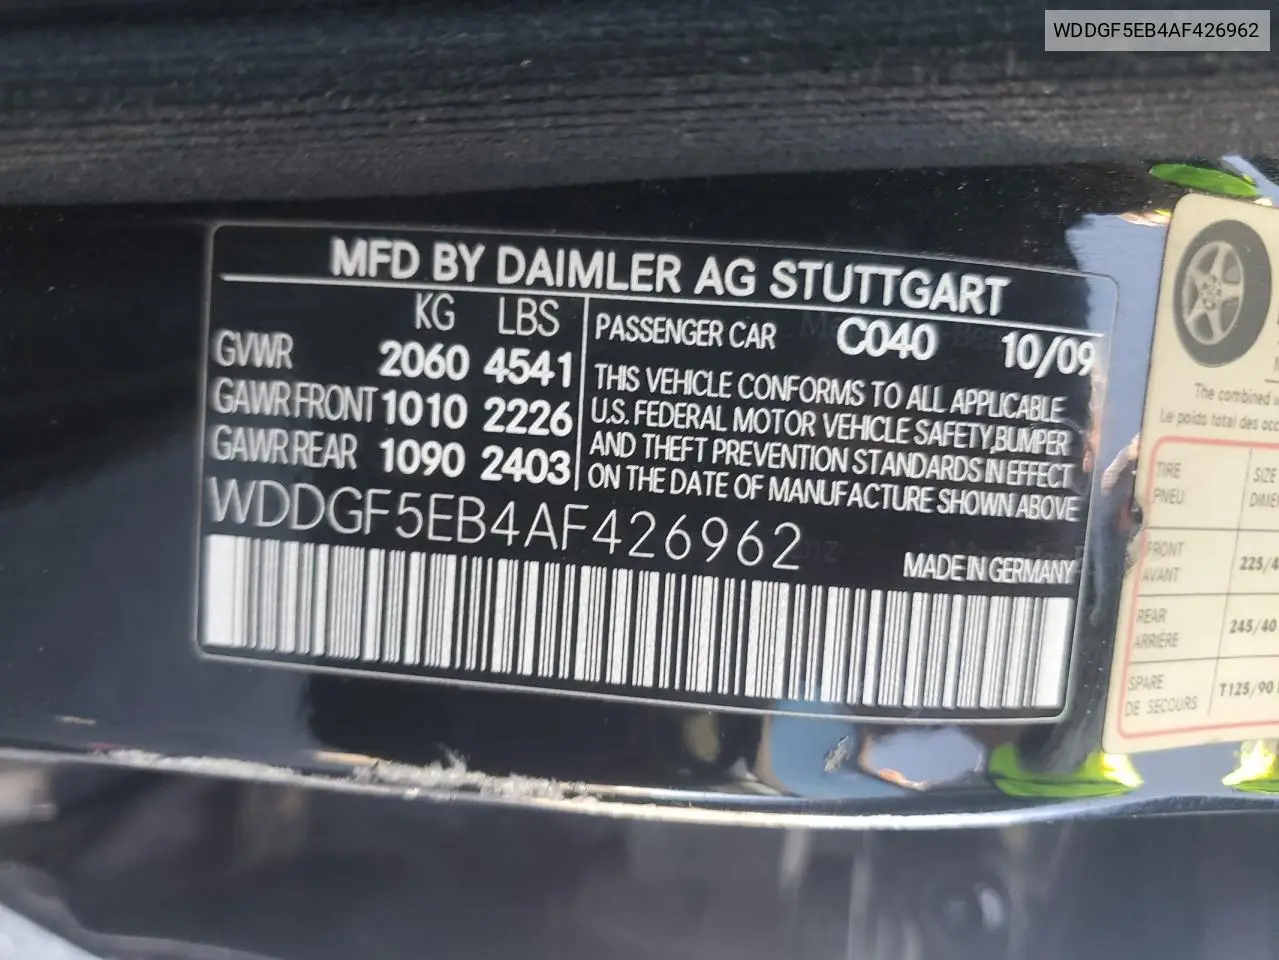 WDDGF5EB4AF426962
MFD BY DAIMLER AG STUTTGART
KG LBS
GVWR 2060 4541
GAWR FRONT 1010 2226
GAWR REAR 1090 2403
PASSENGER CAR C040 10/09
THIS VEHICLE CONFORMS TO ALL APPLICABLE
U.S. FEDERAL MOTOR VEHICLE SAFETY, BUMPER
AND THEFT PREVENTION STANDARDS IN EFFECT
ON THE DATE OF MANUFACTURE SHOWN ABOVE
WDDGF5EB4AF426962
MADE IN GERMANY
The combined
Le poids total des
TIRE SIZE
PNEU
FRONT 225/4
AVANT
REAR 245/40
ARRIÈRE
SPARE T125/90
DE SECOURS